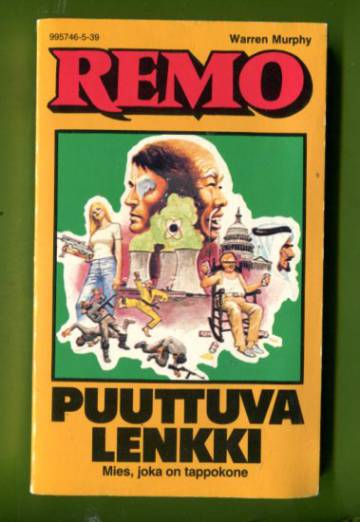 995746-5-39
Warren Murphy
REMO
PUUTTUVA
LENKKI
Mies, joka on tappokone